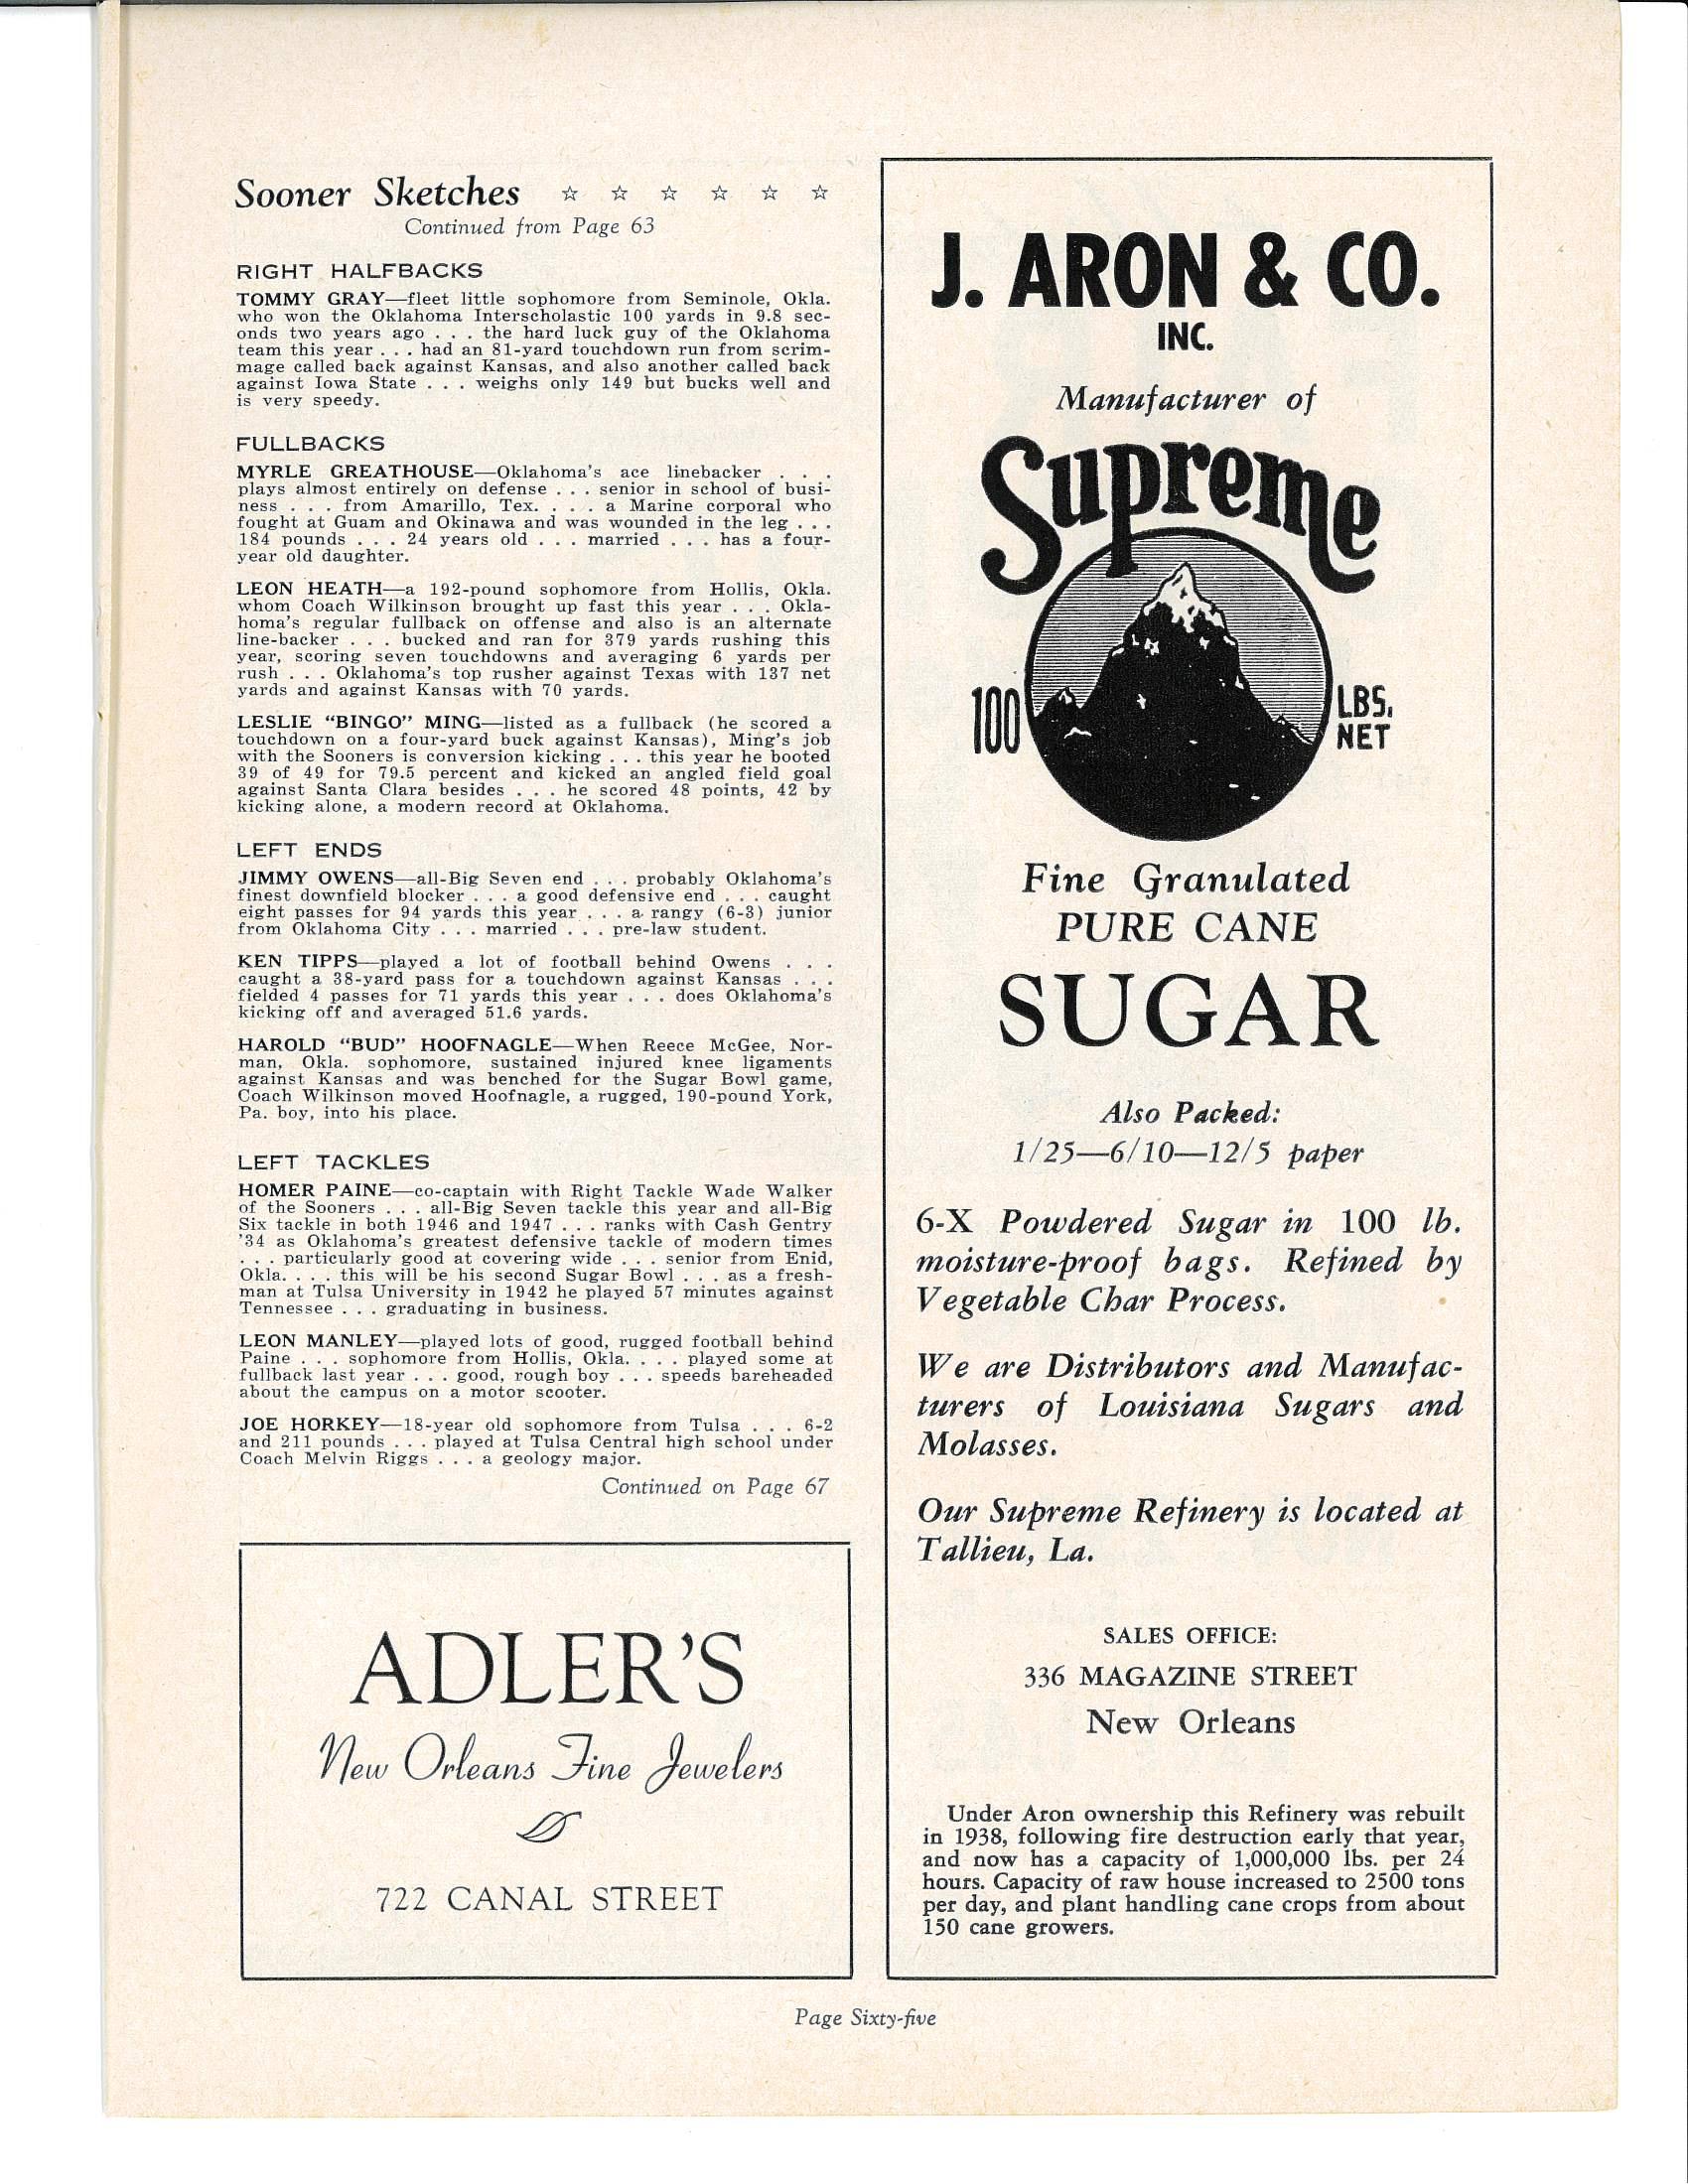 Sooner Sketches ☆ ☆ ☆ ☆ ☆ ☆
Continued from Page 63
RIGHT HALFBACKS
TOMMY GRAY—fleet little sophomore from Seminole, Okla.
who won the Oklahoma Interscholastic 100 yards in 9.8 sec-
onds two years ago . . . the hard luck guy of the Oklahoma
team this year . . . had an 81-yard touchdown run from scrim-
mage called back against Kansas, and also another called back
against Iowa State . . . weighs only 149 but bucks well and
is very speedy.
FULLBACKS
MYRLE GREATHOUSE—Oklahoma's ace linebacker . . .
plays almost entirely on defense . . . senior in school of busi-
ness . . . from Amarillo, Tex. . . . a Marine corporal who
fought at Guam and Okinawa and was wounded in the leg . . .
184 pounds . . . 24 years old . . . married . . . has a four-
year old daughter.
LEON HEATH—a 192-pound sophomore from Hollis, Okla.
whom Coach Wilkinson brought up fast this year . . . Okla-
homa's regular fullback on offense and also is an alternate
line-backer . . . bucked and ran for 379 yards rushing this
year, scoring seven touchdowns and averaging 6 yards per
rush . . . Oklahoma's top rusher against Texas with 137 net
yards and against Kansas with 70 yards.
LESLIE “BINGO” MING—listed as a fullback (he scored a
touchdown on a four-yard buck against Kansas), Ming's job
with the Sooners is conversion kicking . . . this year he booted
39 of 49 for 79.5 percent and kicked an angled field goal
against Santa Clara besides . . . he scored 48 points, 42 by
kicking alone, a modern record at Oklahoma.
LEFT ENDS
JIMMY OWENS—all-Big Seven end . . . probably Oklahoma's
finest downfield blocker . . . a good defensive end . . . caught
eight passes for 94 yards this year . . . a rangy (6-3) junior
from Oklahoma City . . . married . . . pre-law student.
KEN TIPPS—played a lot of football behind Owens . . .
caught a 38-yard pass for a touchdown against Kansas . . .
fielded 4 passes for 71 yards this year . . . does Oklahoma's
kicking off and averaged 51.6 yards.
HAROLD “BUD” HOOFNAGLE—When Reece McGee, Nor-
man, Okla. sophomore, sustained injured knee ligaments
against Kansas and was benched for the Sugar Bowl game,
Coach Wilkinson moved Hoofnagle, a rugged, 190-pound York,
Pa. boy, into his place.
LEFT TACKLES
HOMER PAINE—co-captain with Right Tackle Wade Walker
of the Sooners . . . all-Big Seven tackle this year and all-Big
Six tackle in both 1946 and 1947 . . . ranks with Cash Gentry
'34 as Oklahoma's greatest defensive tackle of modern times
. . . particularly good at covering wide . . . senior from Enid,
Okla. . . . this will be his second Sugar Bowl . . . as a fresh-
man at Tulsa University in 1942 he played 57 minutes against
Tennessee . . . graduating in business.
LEON MANLEY—played lots of good, rugged football behind
Paine . . . sophomore from Hollis, Okla. . . . played some at
fullback last year . . . good, rough boy . . . speeds bareheaded
about the campus on a motor scooter.
JOE HORKEY—18-year old sophomore from Tulsa . . . 6-2
and 211 pounds . . . played at Tulsa Central high school under
Coach Melvin Riggs . . . a geology major.
Continued on Page 67
ADLER'S
New Orleans Fine Jewelers
722 CANAL STREET
J. ARON & CO.
INC.
Manufacturer of
Supreme
100 LBS. NET
Fine Granulated
PURE CANE
SUGAR
Also Packed:
1/25—6/10—12/5 paper
6-X Powdered Sugar in 100 lb.
moisture-proof bags. Refined by
Vegetable Char Process.
We are Distributors and Manufac-
turers of Louisiana Sugars and
Molasses.
Our Supreme Refinery is located at
Tallieu, La.
SALES OFFICE:
336 MAGAZINE STREET
New Orleans
Under Aron ownership this Refinery was rebuilt
in 1938, following fire destruction early that year,
and now has a capacity of 1,000,000 lbs. per 24
hours. Capacity of raw house increased to 2500 tons
per day, and plant handling cane crops from about
150 cane growers.
Page Sixty-five